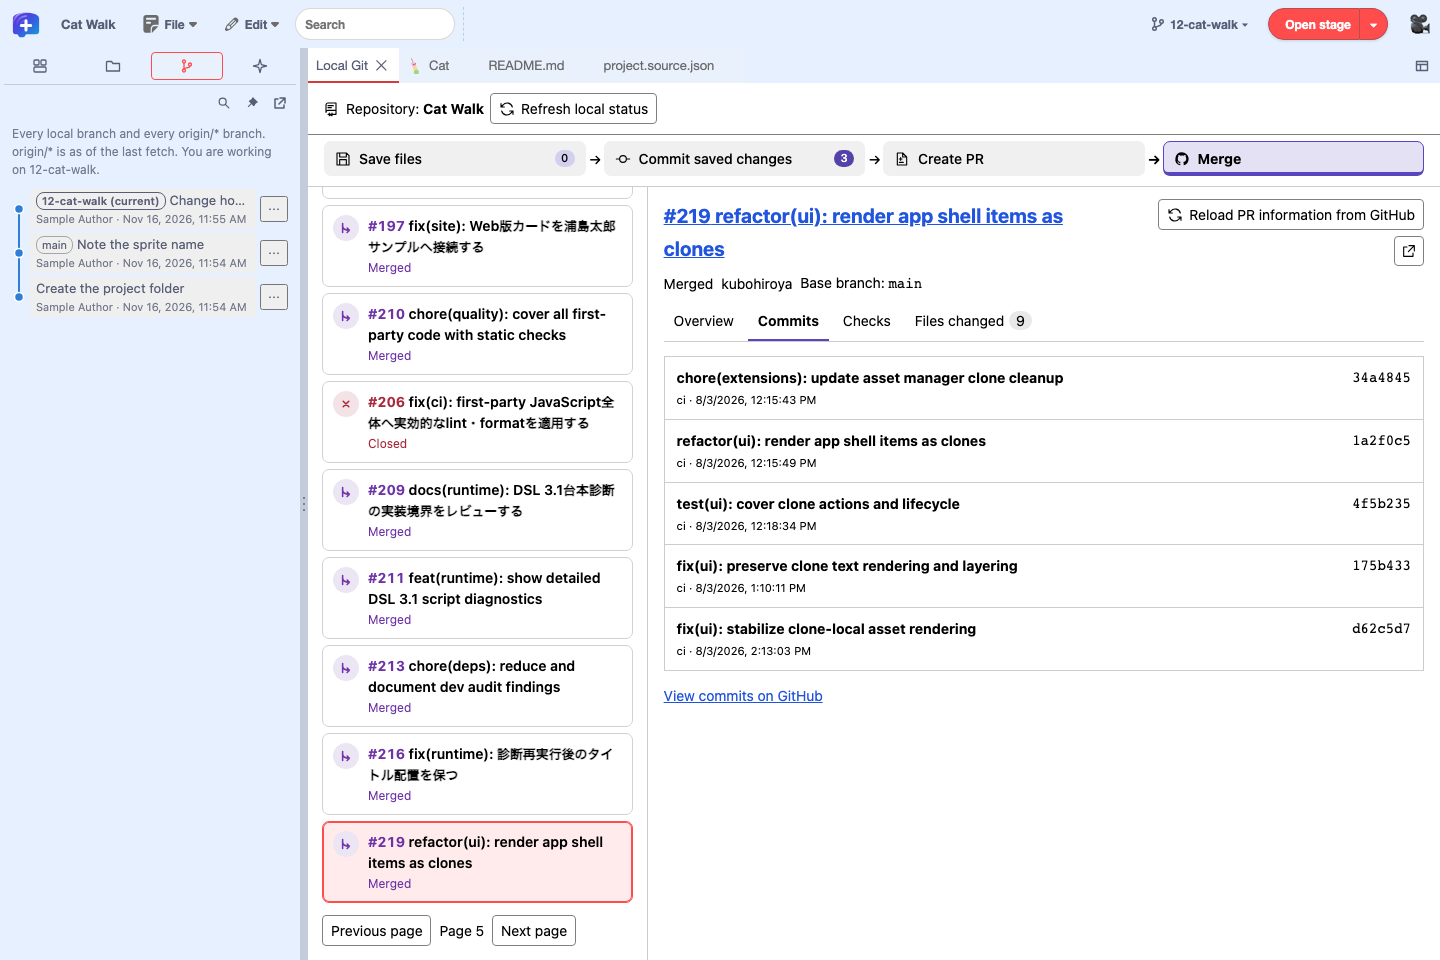 Cat Walk
File
Edit
Search
12-cat-walk
Open stage
Local Git
Cat
README.md
project.source.json
Repository: Cat Walk
Refresh local status
Every local branch and every origin/* branch.
origin/* is as of the last fetch. You are working
on 12-cat-walk.
12-cat-walk (current) Change ho...
Sample Author · Nov 16, 2026, 11:55 AM
...
main Note the sprite name
Sample Author · Nov 16, 2026, 11:54 AM
...
Create the project folder
Sample Author · Nov 16, 2026, 11:54 AM
...
Save files 0
Commit saved changes 3
Create PR
Merge
#197 fix(site): Web版カードを浦島太郎
サンプルへ接続する
Merged
#210 chore(quality): cover all first-
party code with static checks
Merged
#206 fix(ci): first-party JavaScript全
体へ実効的なlint・formatを適用する
Closed
#209 docs(runtime): DSL 3.1台本診断
の実装境界をレビューする
Merged
#211 feat(runtime): show detailed
DSL 3.1 script diagnostics
Merged
#213 chore(deps): reduce and
document dev audit findings
Merged
#216 fix(runtime): 診断再実行後のタイ
トル配置を保つ
Merged
#219 refactor(ui): render app shell
items as clones
Merged
Previous page
Page 5
Next page
#219 refactor(ui): render app shell items as
clones
Reload PR information from GitHub
Merged kubohiroya Base branch: main
Overview
Commits
Checks
Files changed 9
chore(extensions): update asset manager clone cleanup
34a4845
ci · 8/3/2026, 12:15:43 PM
refactor(ui): render app shell items as clones
1a2f0c5
ci · 8/3/2026, 12:15:49 PM
test(ui): cover clone actions and lifecycle
4f5b235
ci · 8/3/2026, 12:18:34 PM
fix(ui): preserve clone text rendering and layering
175b433
ci · 8/3/2026, 1:10:11 PM
fix(ui): stabilize clone-local asset rendering
d62c5d7
ci · 8/3/2026, 2:13:03 PM
View commits on GitHub